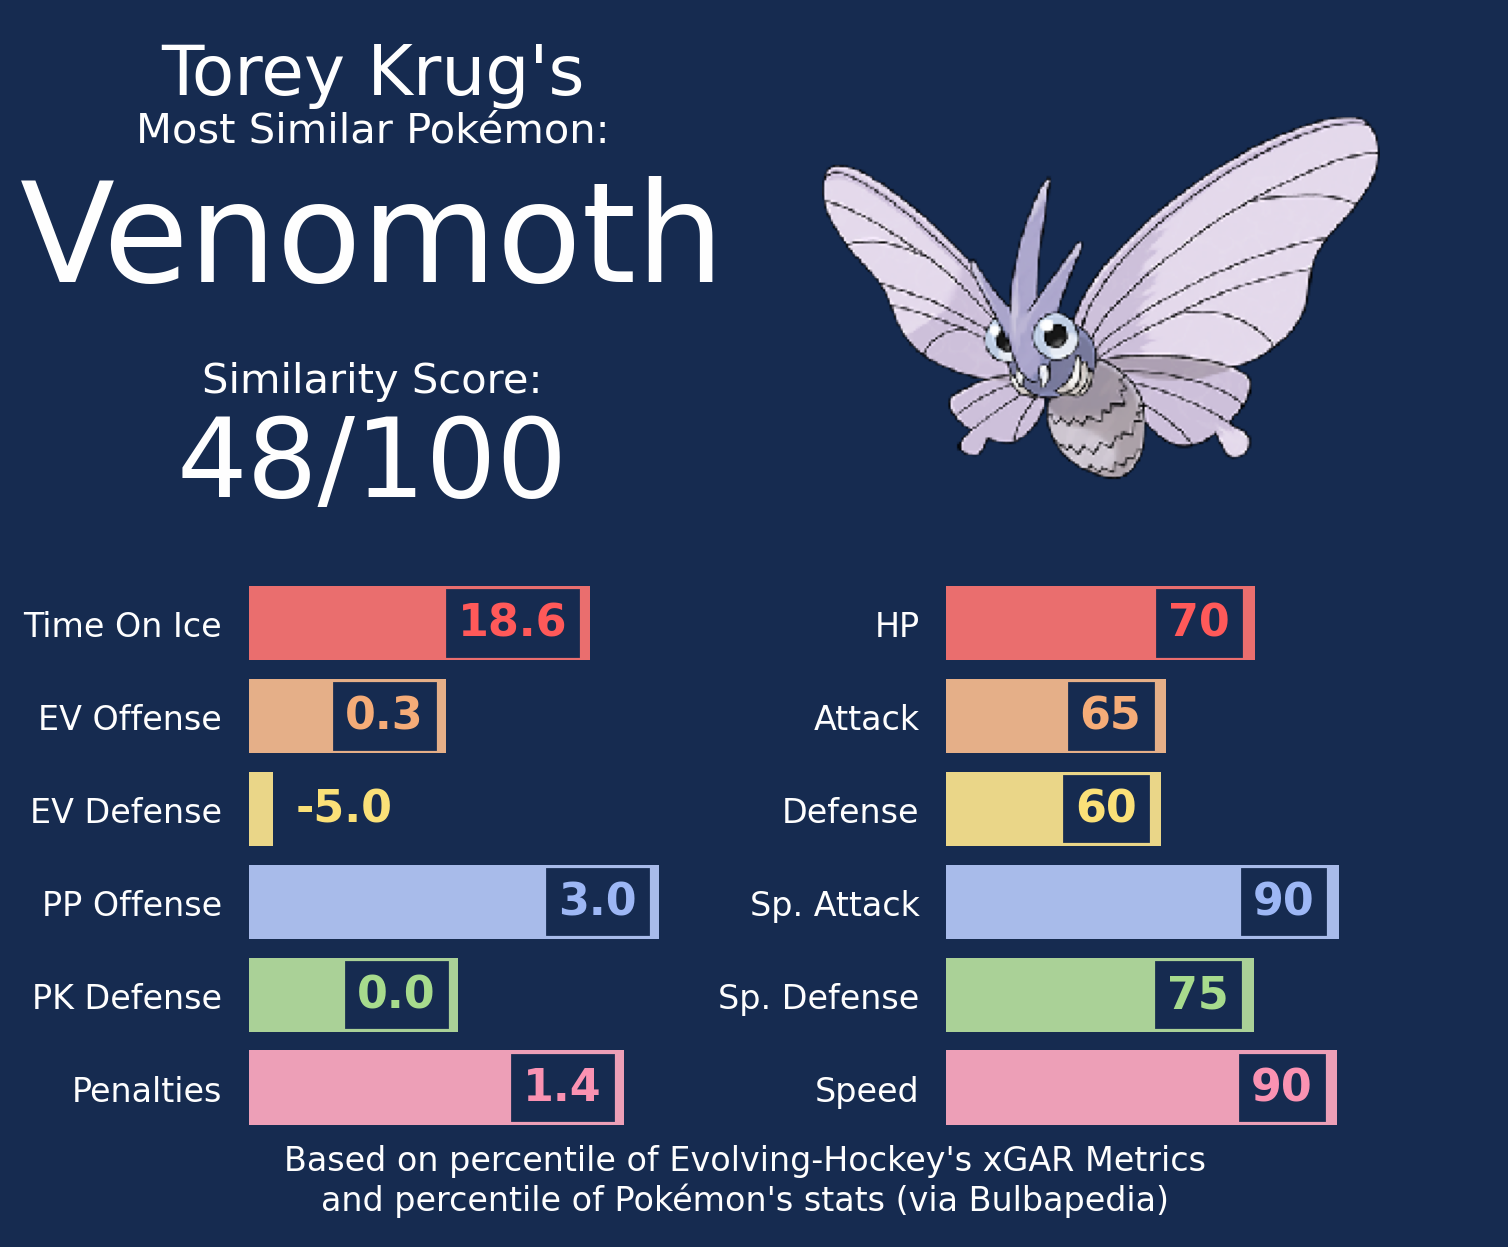 Torey Krug's
Most Similar Pokémon:
Venomoth
Similarity Score:
48/100
Time On Ice 18.6
EV Offense 0.3
EV Defense -5.0
PP Offense 3.0
PK Defense 0.0
Penalties 1.4
HP 70
Attack 65
Defense 60
Sp. Attack 90
Sp. Defense 75
Speed 90
Based on percentile of Evolving-Hockey's xGAR Metrics
and percentile of Pokémon's stats (via Bulbapedia)